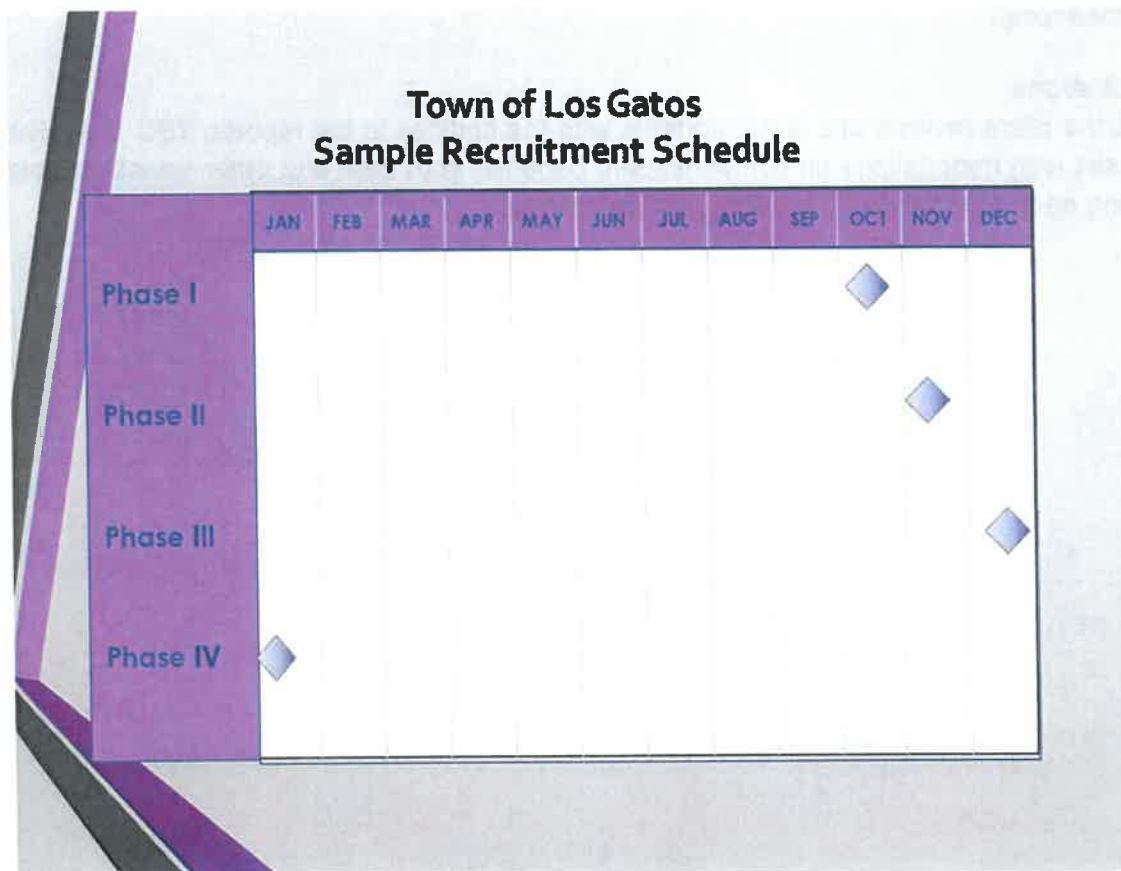 Town of Los Gatos
Sample Recruitment Schedule
JAN FEB MAR APR MAY JUN JUL AUG SEP OCT NOV DEC
Phase I
Phase II
Phase III
Phase IV